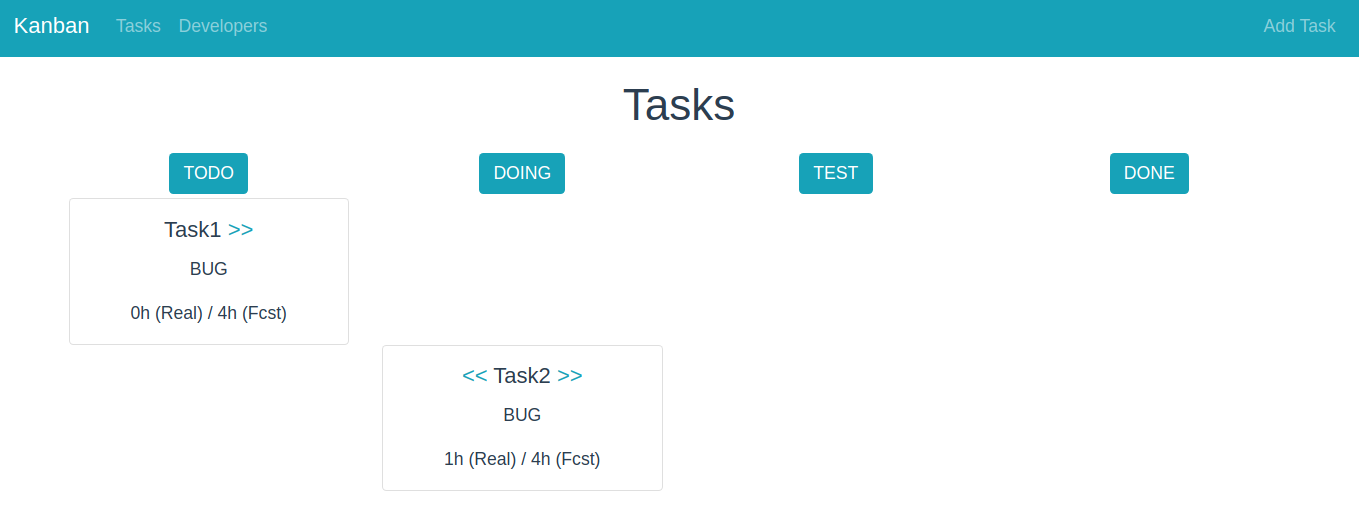 Kanban Tasks Developers Add Task
Tasks
TODO DOING TEST DONE
Task1 >>
BUG
0h (Real) / 4h (Fcst)
<< Task2 >>
BUG
1h (Real) / 4h (Fcst)